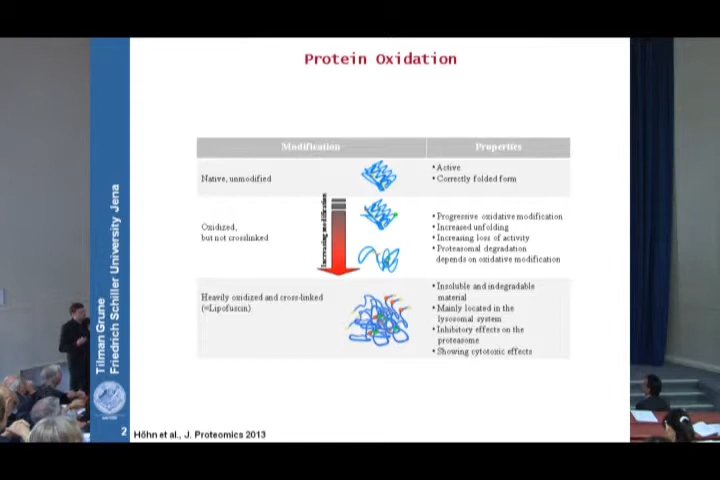 Protein Oxidation
Modification
Properties
Native, unmodified
• Active
• Correctly folded form
Increasing modification
Oxidized,
but not crosslinked
• Progressive oxidative modification
• Increased unfolding
• Increasing loss of activity
• Proteasomal degradation
depends on oxidative modification
Heavily oxidized and cross-linked
(=Lipofuscin)
• Insoluble and indegradable
material
• Mainly located in the
lysosomal system
• Inhibitory effects on the
proteasome
• Showing cytotoxic effects
Tilman Grune
Friedrich Schiller University Jena
2
Höhn et al., J. Proteomics 2013